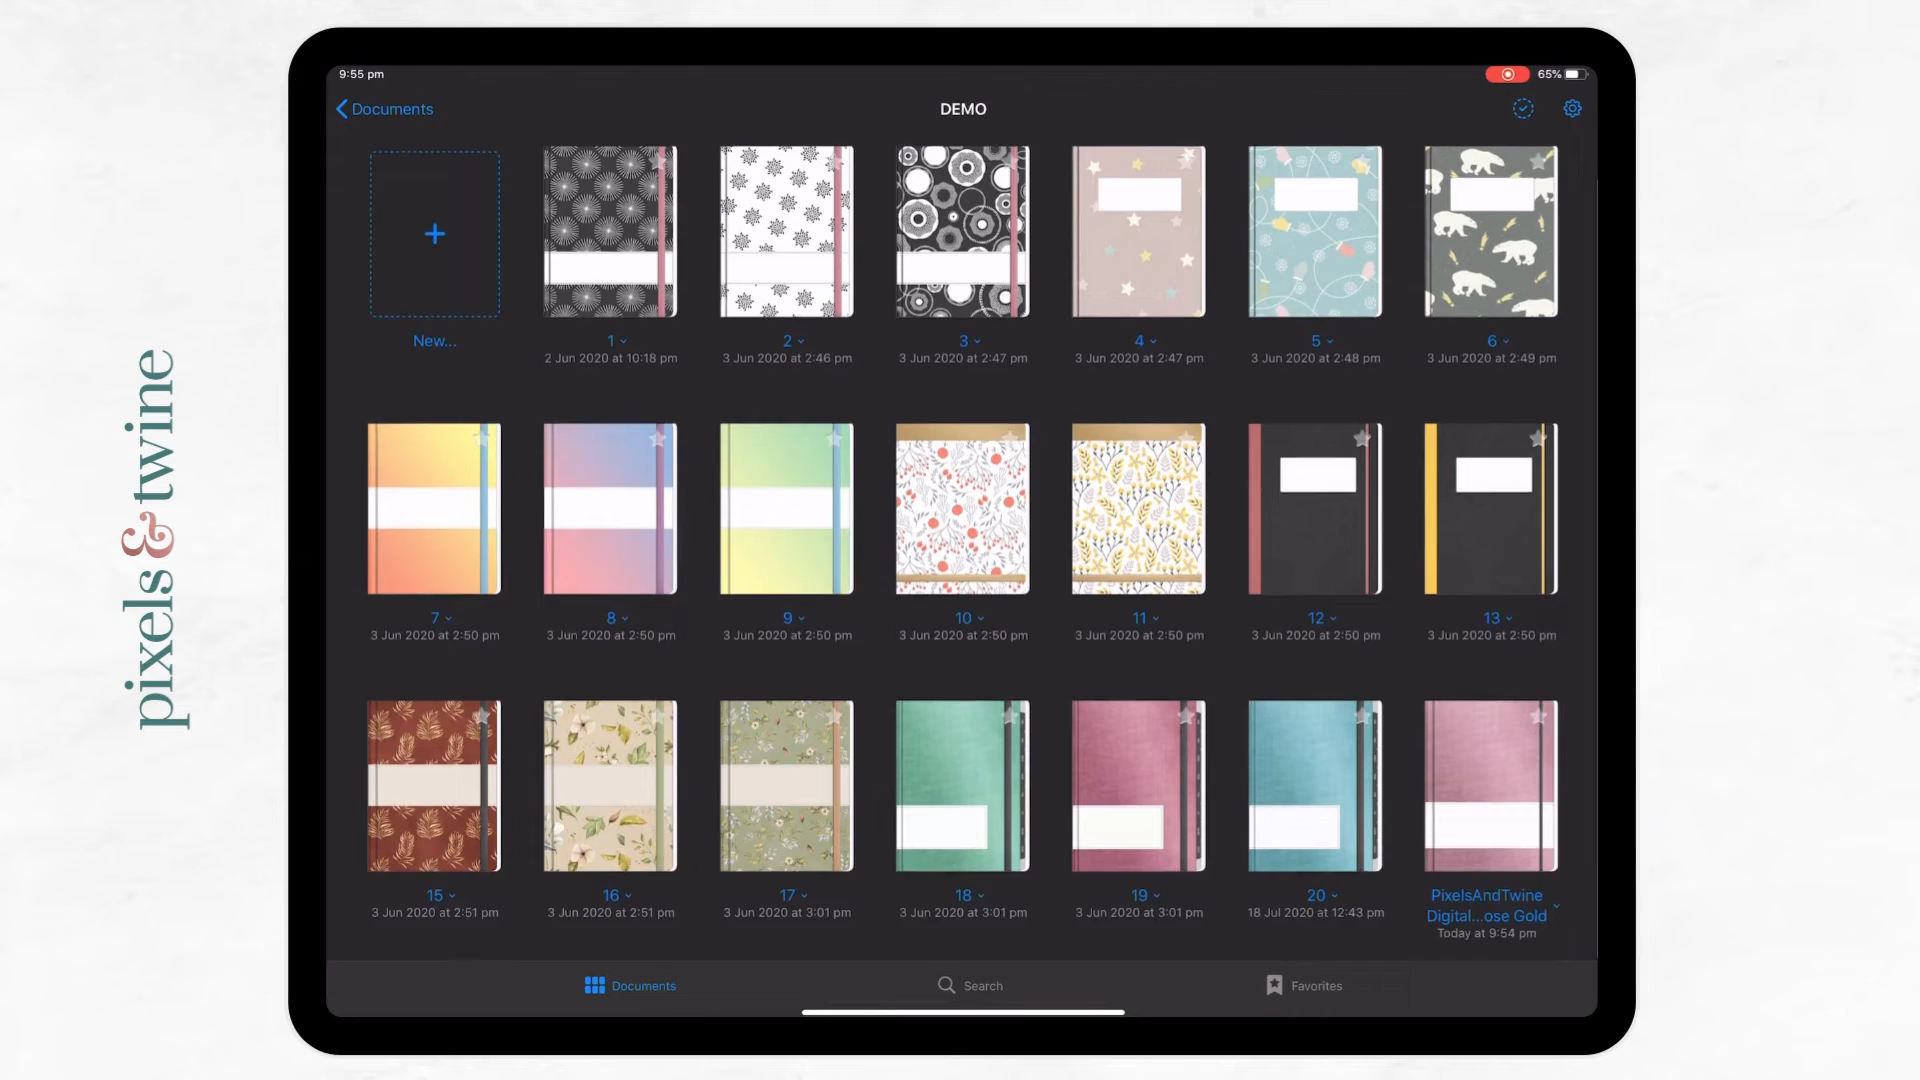 pixels & twine
9:55 pm
65%
Documents
DEMO
New...
1
2 Jun 2020 at 10:18 pm
2
3 Jun 2020 at 2:46 pm
3
3 Jun 2020 at 2:47 pm
4
3 Jun 2020 at 2:47 pm
5
3 Jun 2020 at 2:48 pm
6
3 Jun 2020 at 2:49 pm
7
3 Jun 2020 at 2:50 pm
8
3 Jun 2020 at 2:50 pm
9
3 Jun 2020 at 2:50 pm
10
3 Jun 2020 at 2:50 pm
11
3 Jun 2020 at 2:50 pm
12
3 Jun 2020 at 2:50 pm
13
3 Jun 2020 at 2:50 pm
15
3 Jun 2020 at 2:51 pm
16
3 Jun 2020 at 2:51 pm
17
3 Jun 2020 at 3:01 pm
18
3 Jun 2020 at 3:01 pm
19
3 Jun 2020 at 3:01 pm
20
18 Jul 2020 at 12:43 pm
PixelsAndTwine
Digital...ose Gold
Today at 9:54 pm
Documents
Search
Favorites